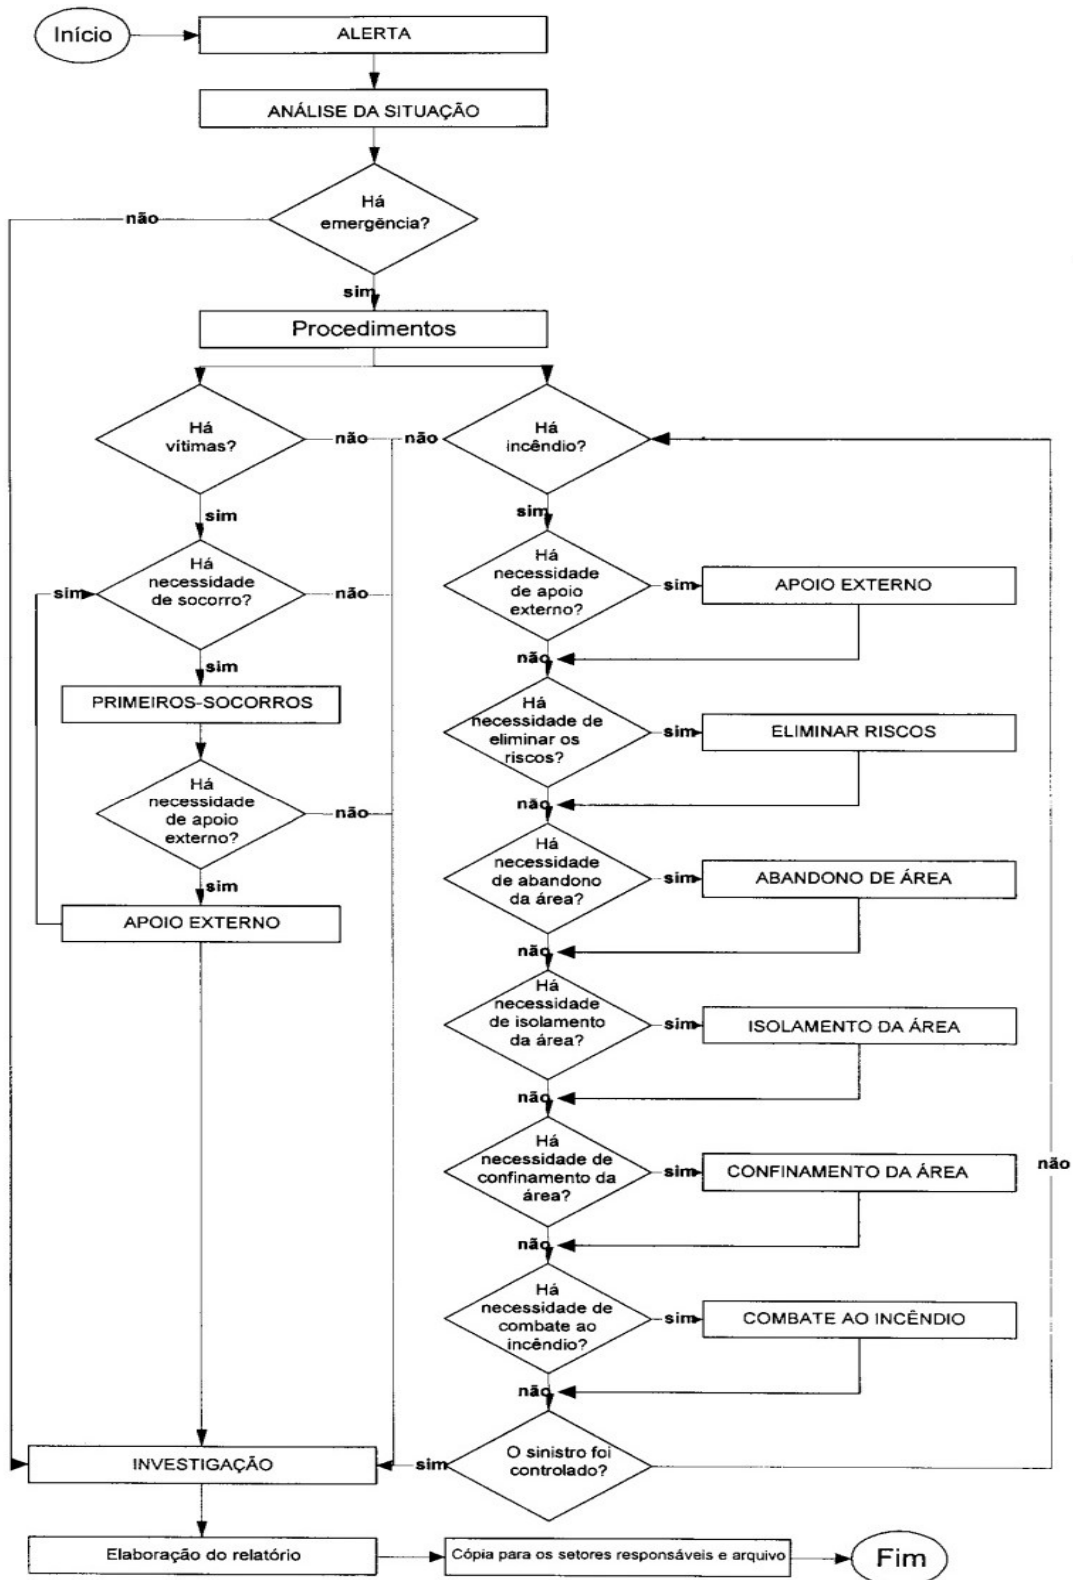 Início
ALERTA
ANÁLISE DA SITUAÇÃO
Há
emergência?
não
sim
Procedimentos
Há
vítimas?
não
não
Há
incêndio?
sim
sim
Há
necessidade
de socorro?
sim
não
Há
necessidade
de apoio
externo?
sim
APOIO EXTERNO
não
sim
PRIMEIROS-SOCORROS
Há
necessidade de
eliminar os
riscos?
sim
ELIMINAR RISCOS
Há
necessidade
de apoio
externo?
não
não
sim
Há
necessidade
de abandono
da área?
sim
ABANDONO DE ÁREA
APOIO EXTERNO
não
Há
necessidade
de isolamento
da área?
sim
ISOLAMENTO DA ÁREA
não
Há
necessidade de
confinamento da
área?
sim
CONFINAMENTO DA ÁREA
não
não
Há
necessidade de
combate ao
incêndio?
sim
COMBATE AO INCÊNDIO
não
O sinistro foi
controlado?
sim
INVESTIGAÇÃO
Elaboração do relatório
Cópia para os setores responsáveis e arquivo
Fim